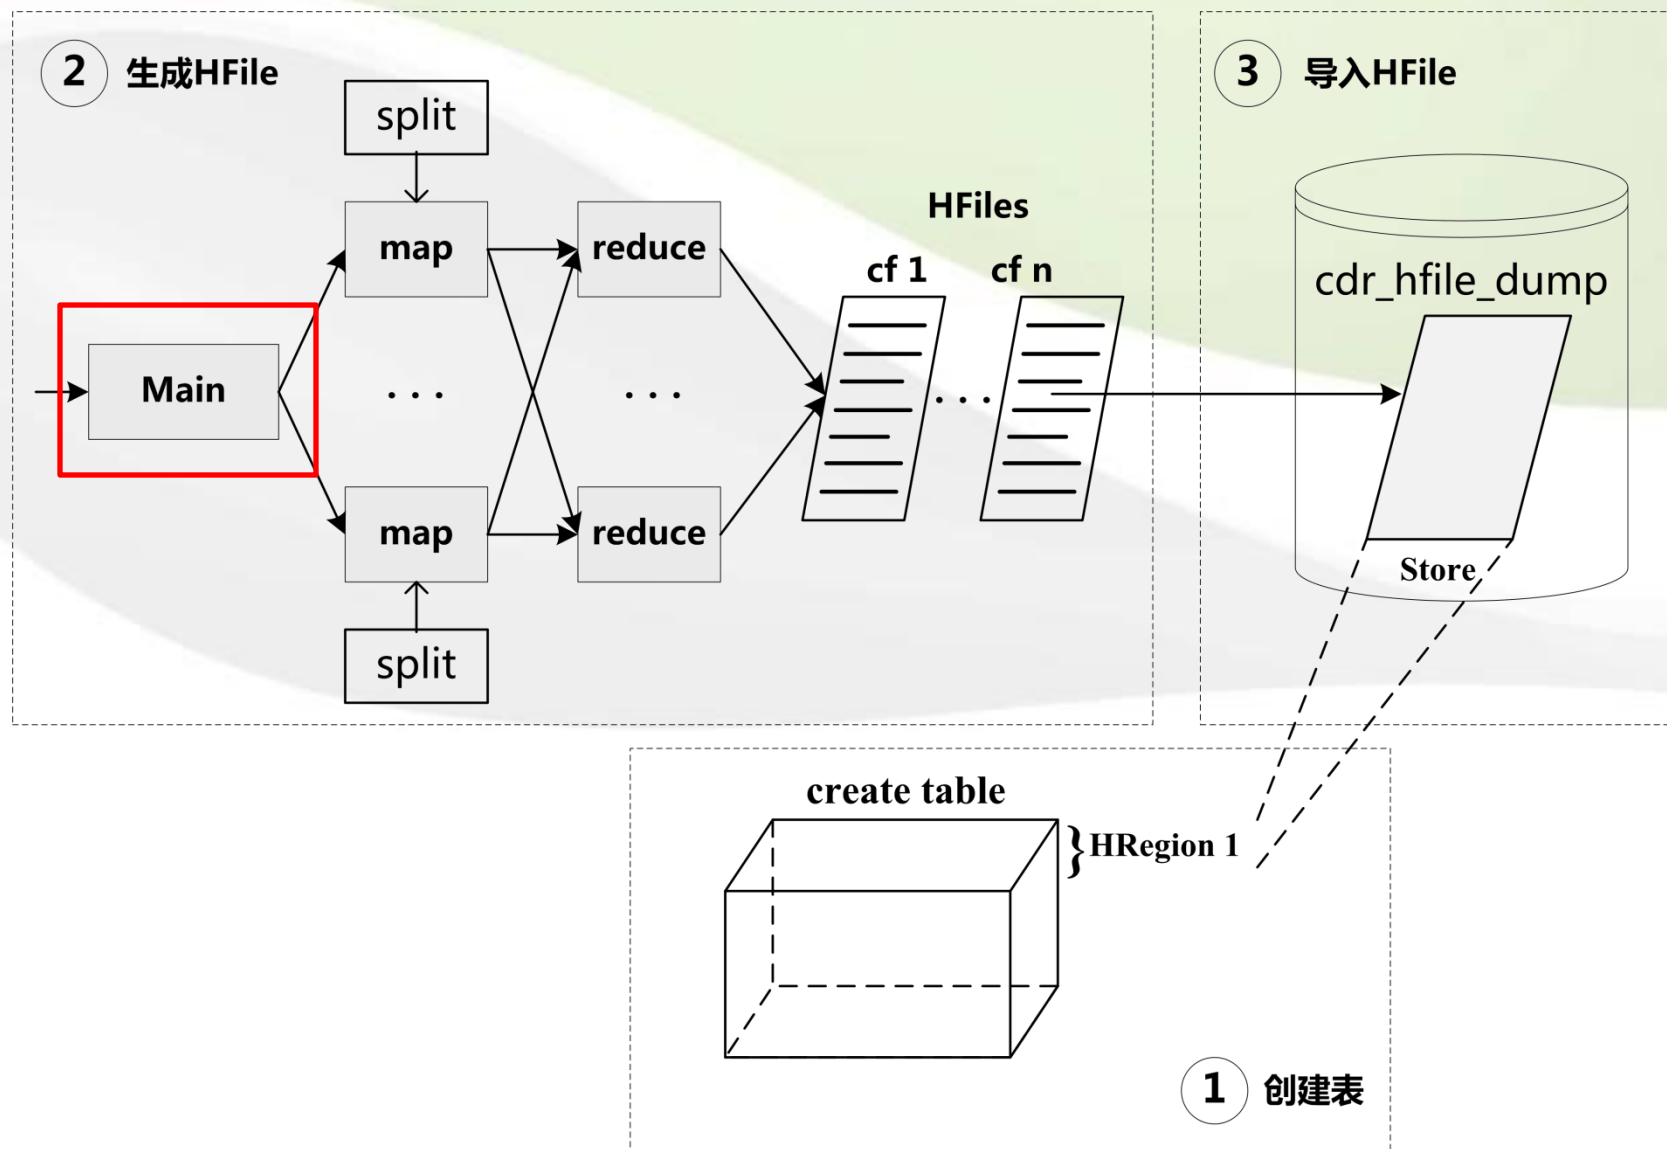 2 生成HFile
split
map
reduce
Main
. . .
. . .
map
reduce
split
HFiles
cf 1
cf n
. . .
3 导入HFile
cdr_hfile_dump
Store
create table
}HRegion 1
1 创建表